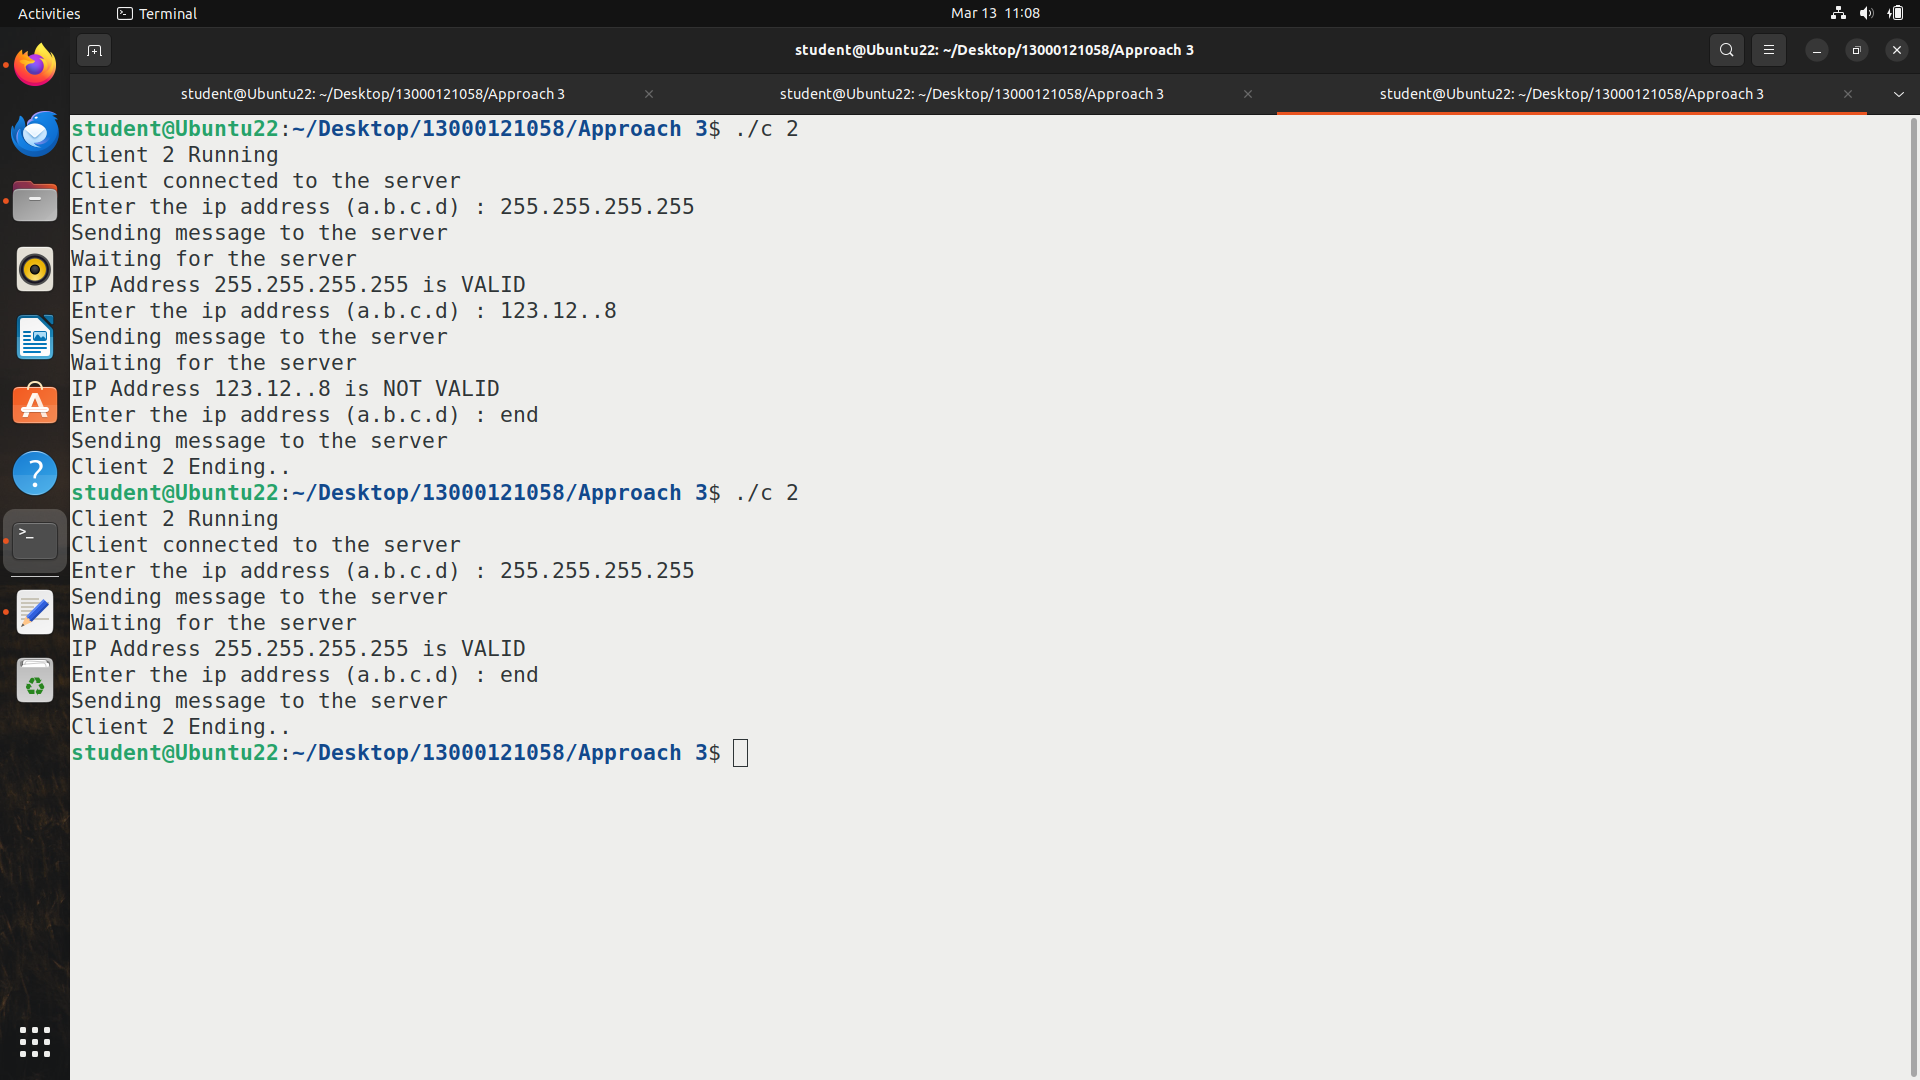 Activities Terminal Mar 13 11:08
student@Ubuntu22: ~/Desktop/13000121058/Approach 3
student@Ubuntu22: ~/Desktop/13000121058/Approach 3 student@Ubuntu22: ~/Desktop/13000121058/Approach 3 student@Ubuntu22: ~/Desktop/13000121058/Approach 3
student@Ubuntu22:~/Desktop/13000121058/Approach 3$ ./c 2
Client 2 Running
Client connected to the server
Enter the ip address (a.b.c.d) : 255.255.255.255
Sending message to the server
Waiting for the server
IP Address 255.255.255.255 is VALID
Enter the ip address (a.b.c.d) : 123.12..8
Sending message to the server
Waiting for the server
IP Address 123.12..8 is NOT VALID
Enter the ip address (a.b.c.d) : end
Sending message to the server
Client 2 Ending..
student@Ubuntu22:~/Desktop/13000121058/Approach 3$ ./c 2
Client 2 Running
Client connected to the server
Enter the ip address (a.b.c.d) : 255.255.255.255
Sending message to the server
Waiting for the server
IP Address 255.255.255.255 is VALID
Enter the ip address (a.b.c.d) : end
Sending message to the server
Client 2 Ending..
student@Ubuntu22:~/Desktop/13000121058/Approach 3$